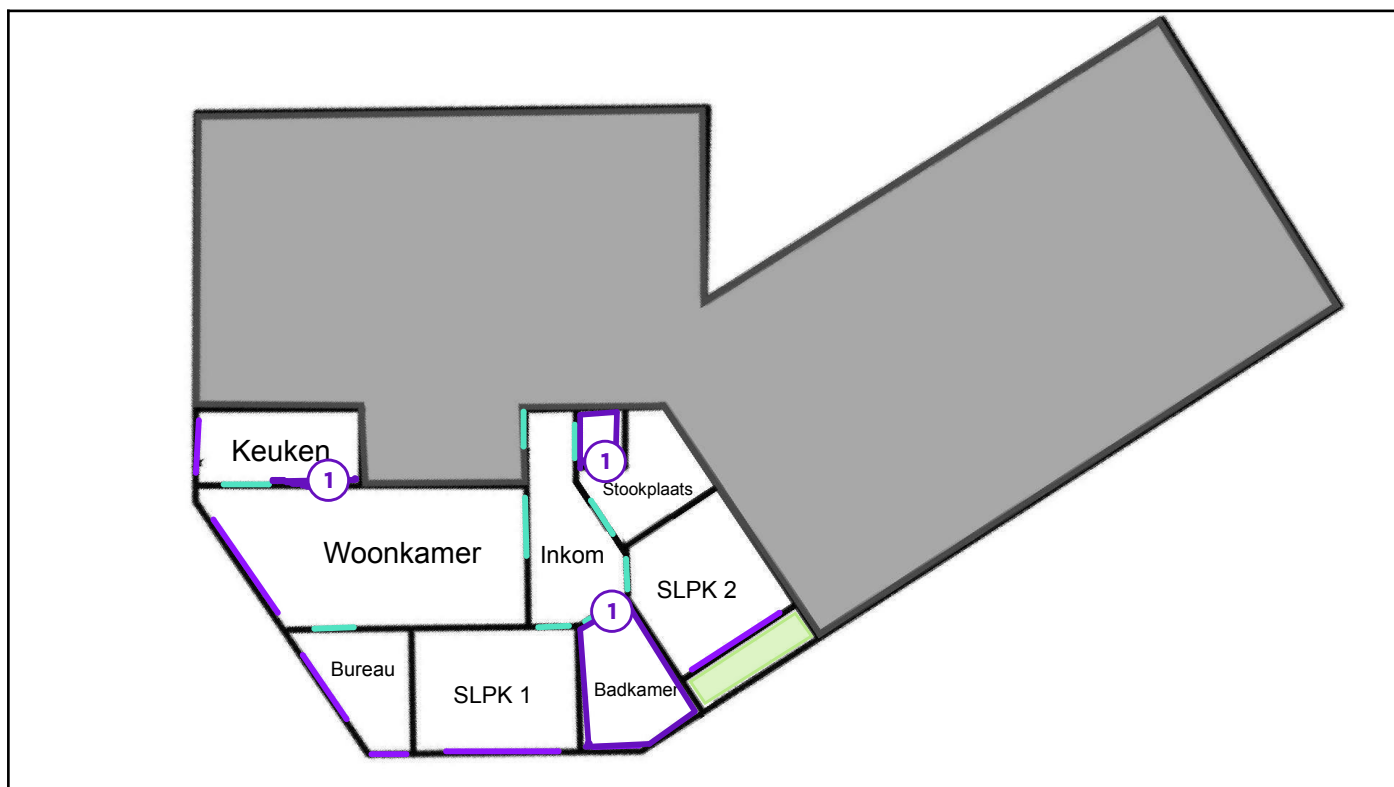 Keuken
1
1
Stookplaats
Woonkamer
Inkom
SLPK 2
1
Bureau
SLPK 1
Badkamer